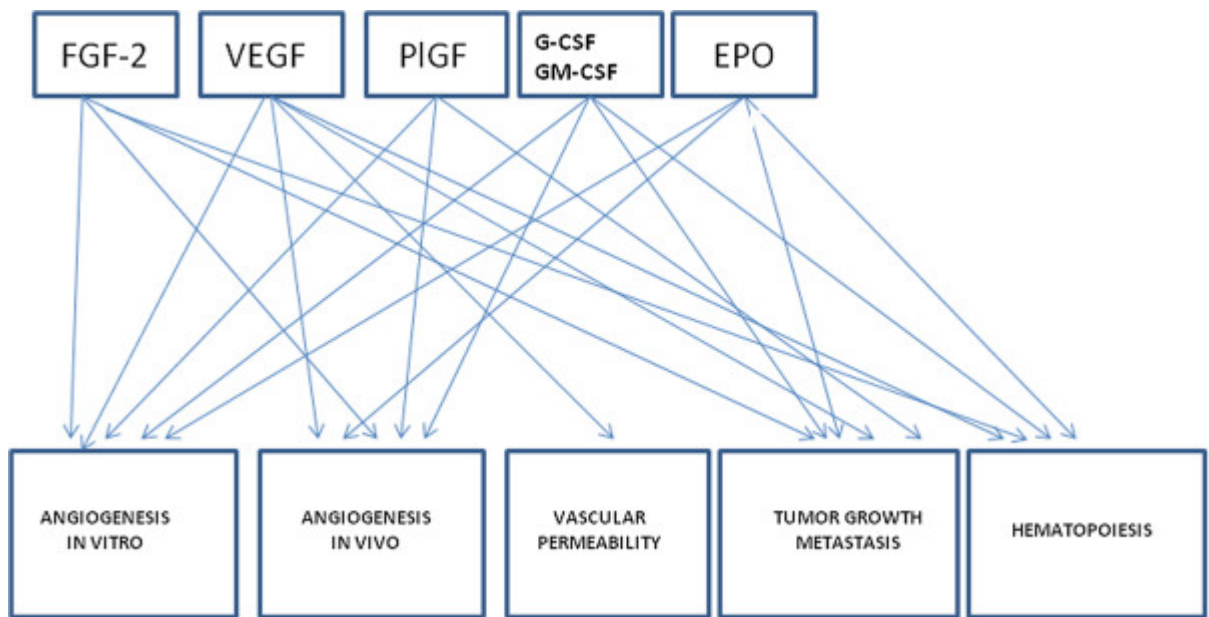 FGF-2
VEGF
PlGF
G-CSF
GM-CSF
EPO
ANGIOGENESIS
IN VITRO
ANGIOGENESIS
IN VIVO
VASCULAR
PERMEABILITY
TUMOR GROWTH
METASTASIS
HEMATOPOIESIS